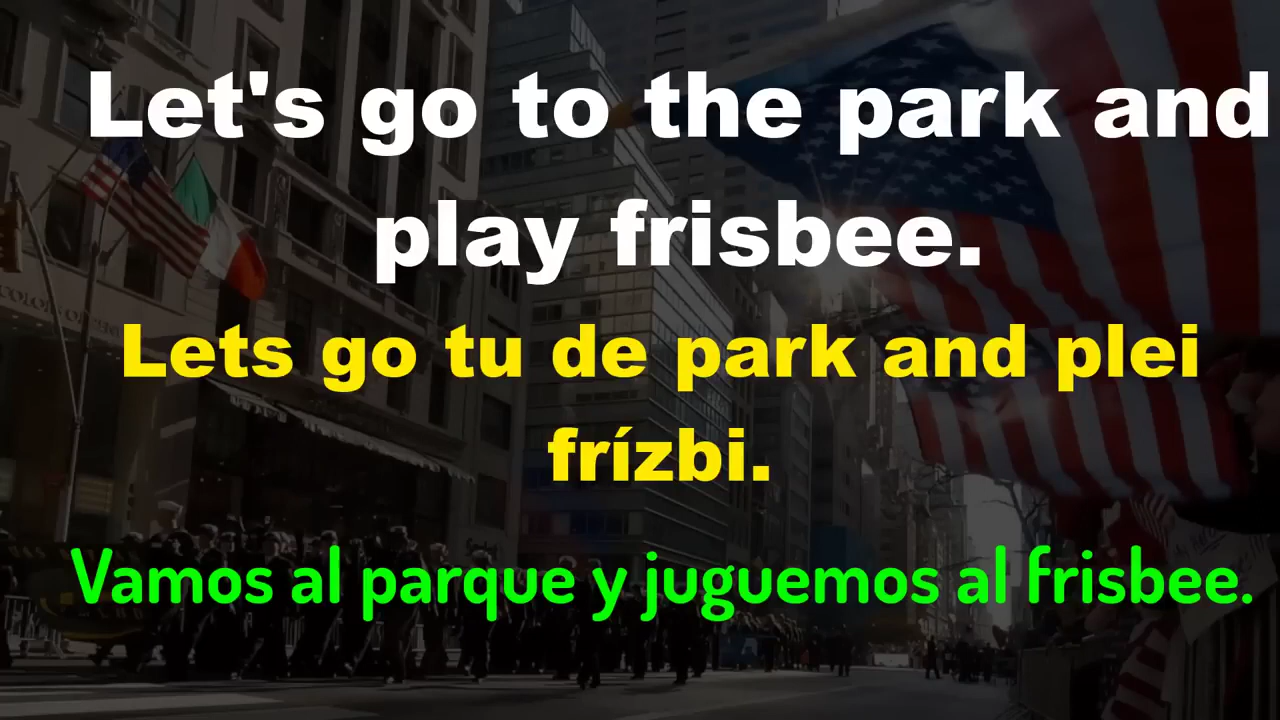 Let's go to the park and
play frisbee.
Lets go tu de park and plei
frízbi.
Vamos al parque y juguemos al frisbee.